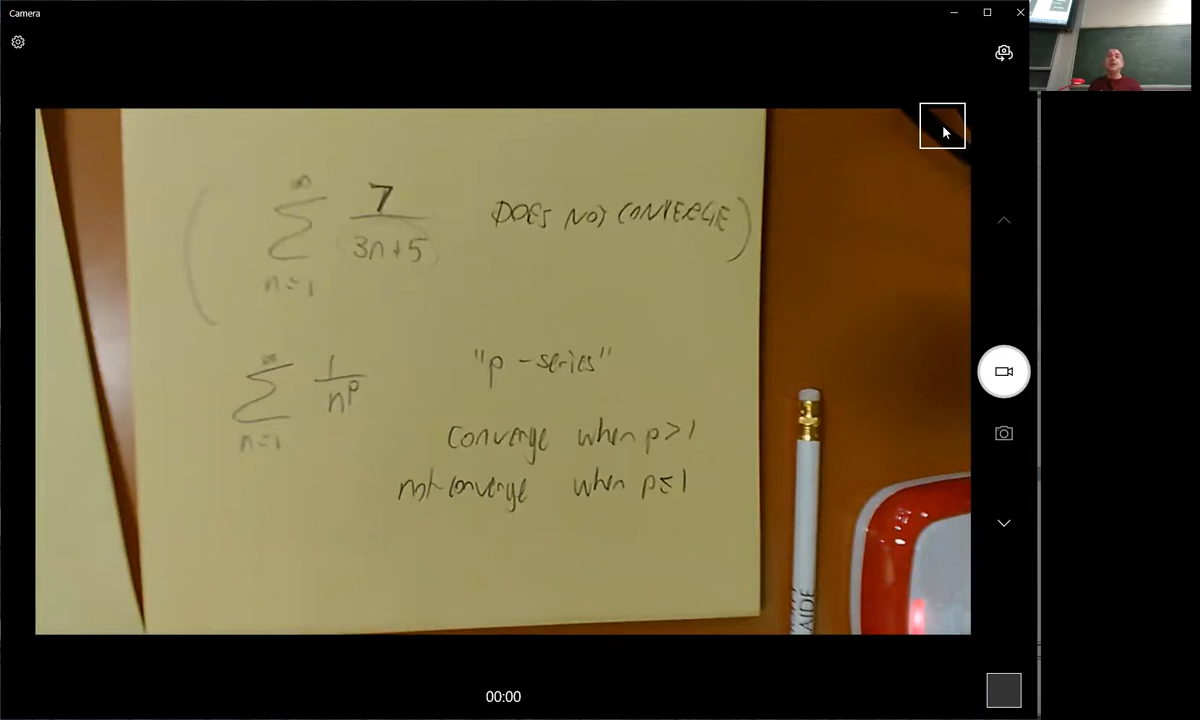 Camera
∞
Σ 7/(3n+5) DOES NOT CONVERGE
n=1
∞
Σ 1/n^p "p-series"
n=1
converge when p>1
not converge when p≤1
AIDE
00:00